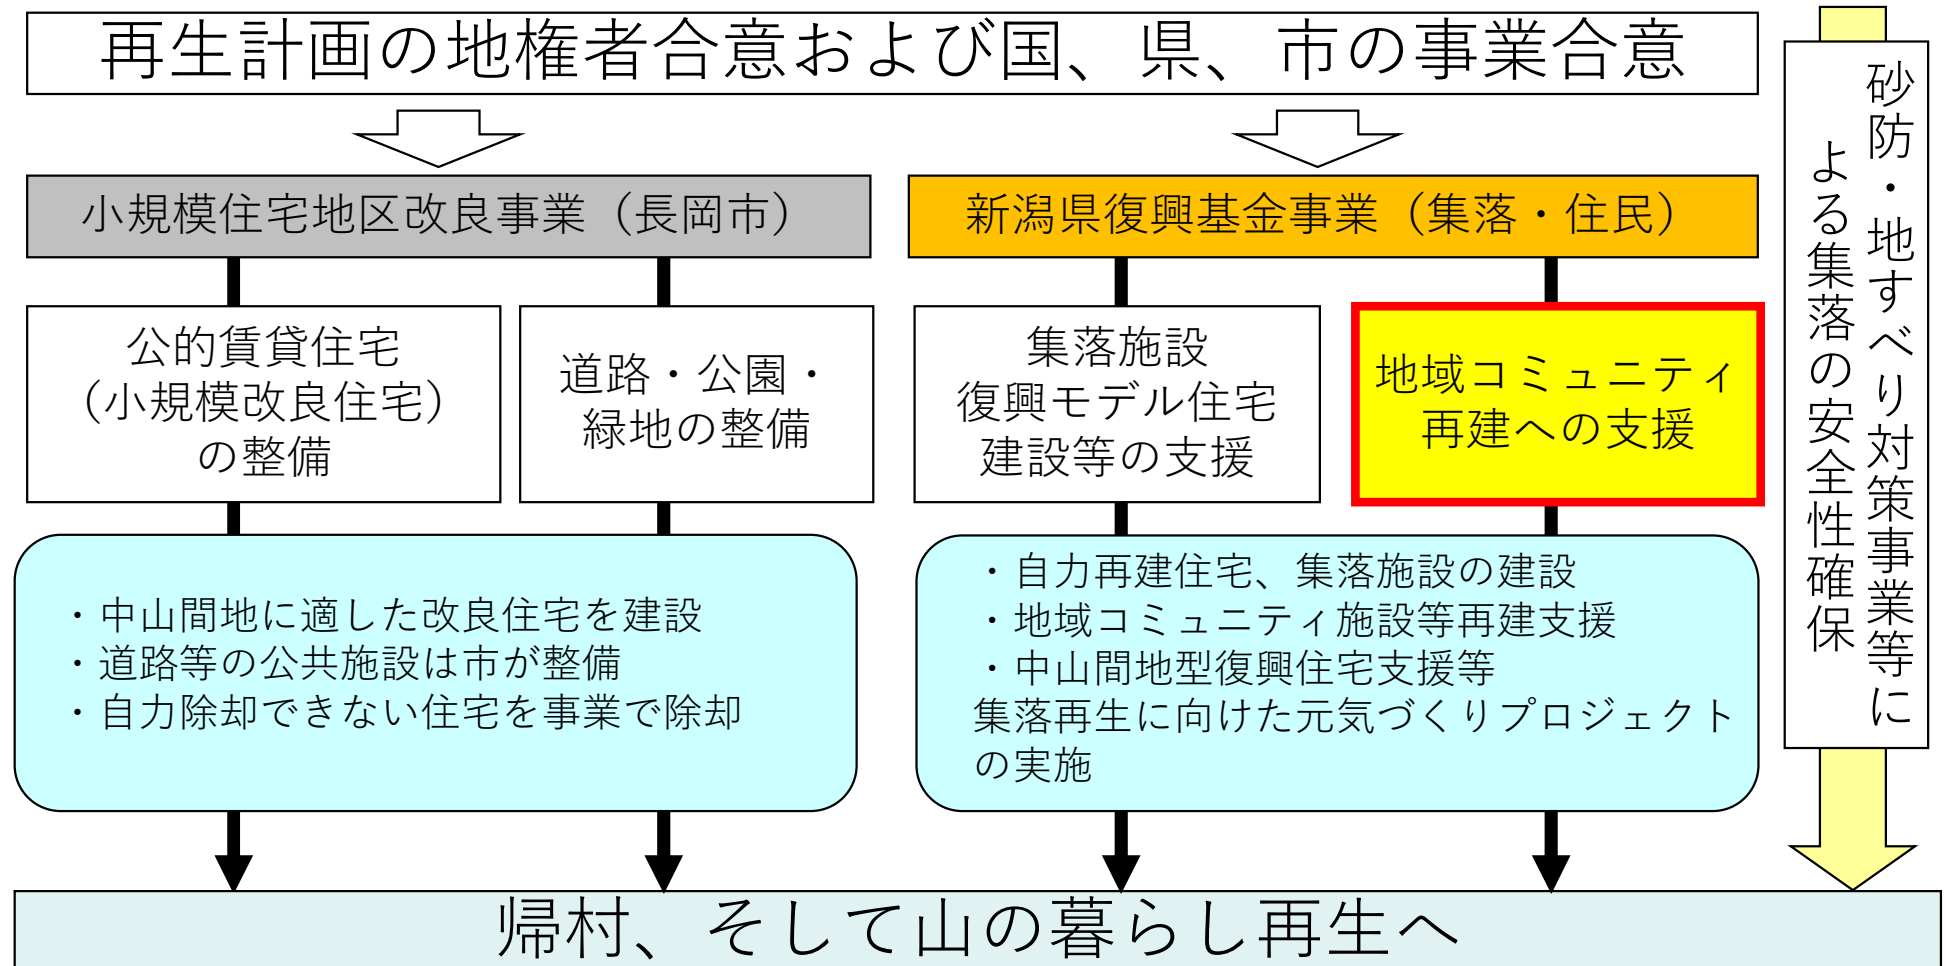 再生計画の地権者合意および国、県、市の事業合意
小規模住宅地区改良事業（長岡市）
公的賃貸住宅
（小規模改良住宅）
の整備
道路・公園・
緑地の整備
・中山間地に適した改良住宅を建設
・道路等の公共施設は市が整備
・自力除却できない住宅を事業で除却
新潟県復興基金事業（集落・住民）
集落施設
復興モデル住宅
建設等の支援
地域コミュニティ
再建への支援
・自力再建住宅、集落施設の建設
・地域コミュニティ施設等再建支援
・中山間地型復興住宅支援等
集落再生に向けた元気づくりプロジェクト
の実施
砂防・地すべり対策事業等に
よる集落の安全性確保
帰村、そして山の暮らし再生へ